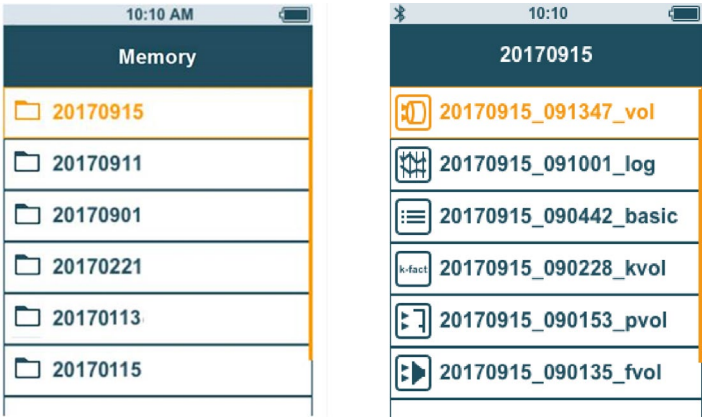 10:10 AM
Memory
20170915
20170911
20170901
20170221
20170113
20170115
10:10
20170915
20170915_091347_vol
20170915_091001_log
20170915_090442_basic
k-fact 20170915_090228_kvol
20170915_090153_pvol
20170915_090135_fvol